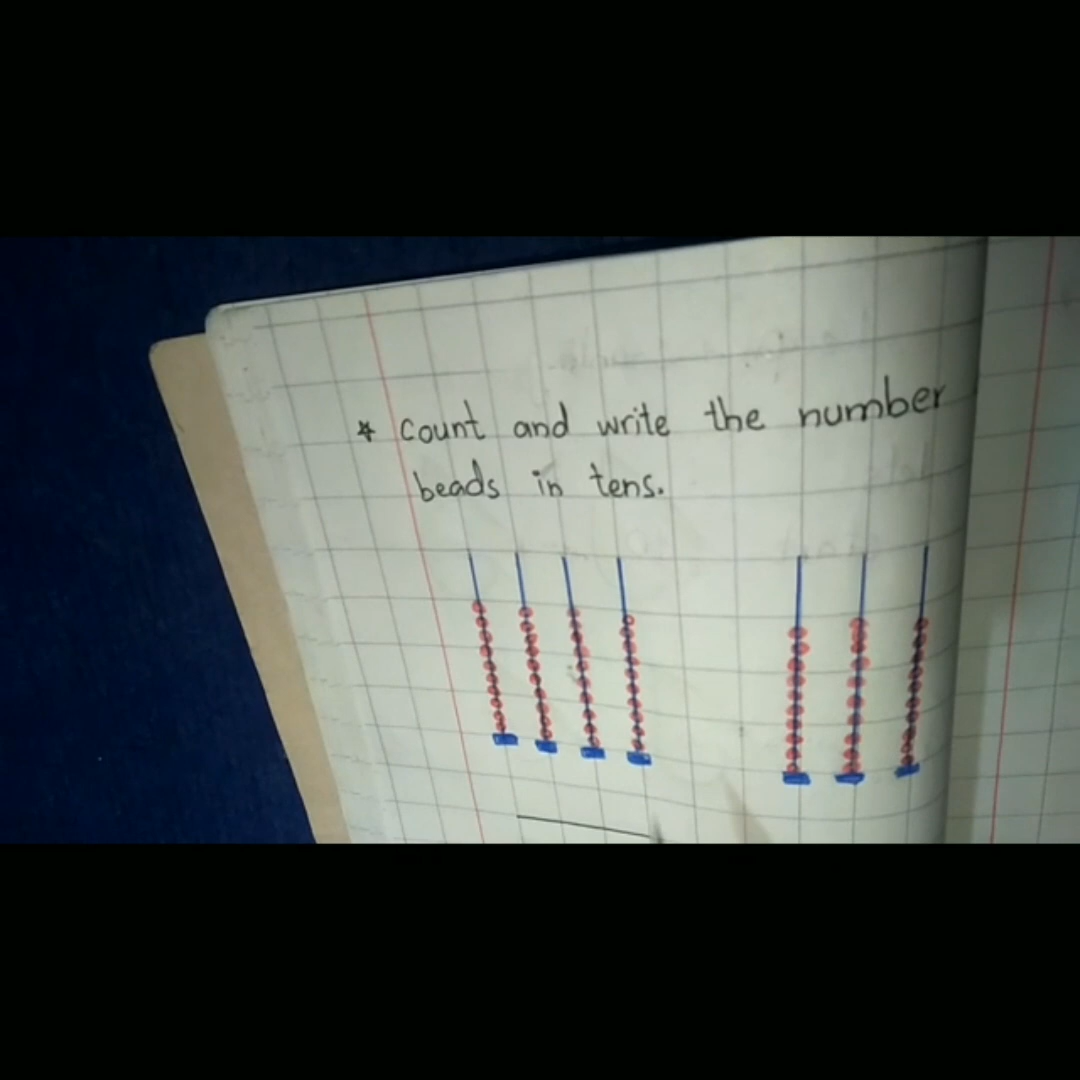 * count and write the number
beads in tens.